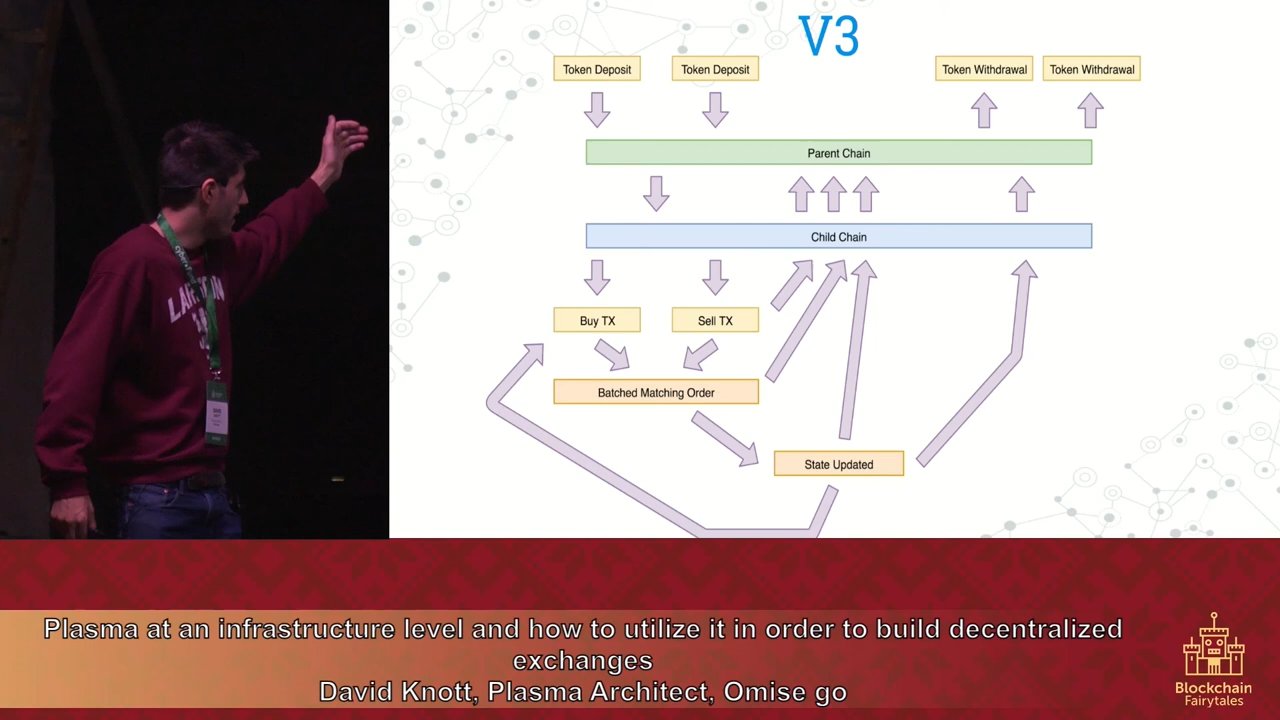 V3
Token Deposit
Token Deposit
Token Withdrawal
Token Withdrawal
Parent Chain
Child Chain
Buy TX
Sell TX
Batched Matching Order
State Updated
Plasma at an infrastructure level and how to utilize it in order to build decentralized
exchanges
David Knott, Plasma Architect, Omise go
Blockchain
Fairytales